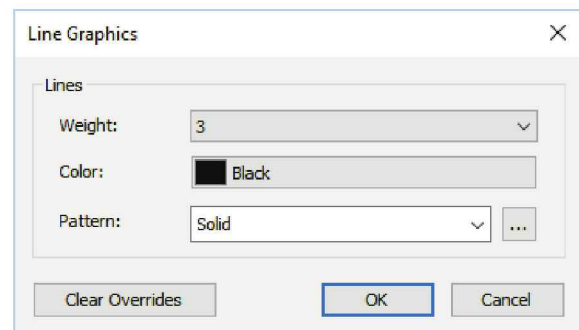 Line Graphics
Lines
Weight: 3
Color: Black
Pattern: Solid ...
Clear Overrides OK Cancel